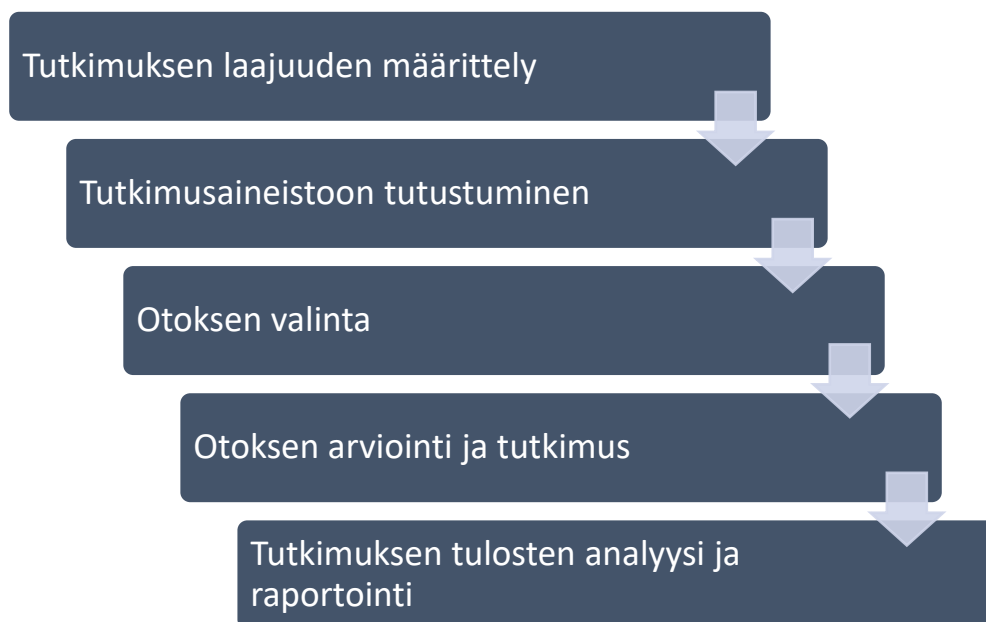 Tutkimuksen laajuuden määrittely
Tutkimusaineistoon tutustuminen
Otoksen valinta
Otoksen arviointi ja tutkimus
Tutkimuksen tulosten analyysi ja
raportointi